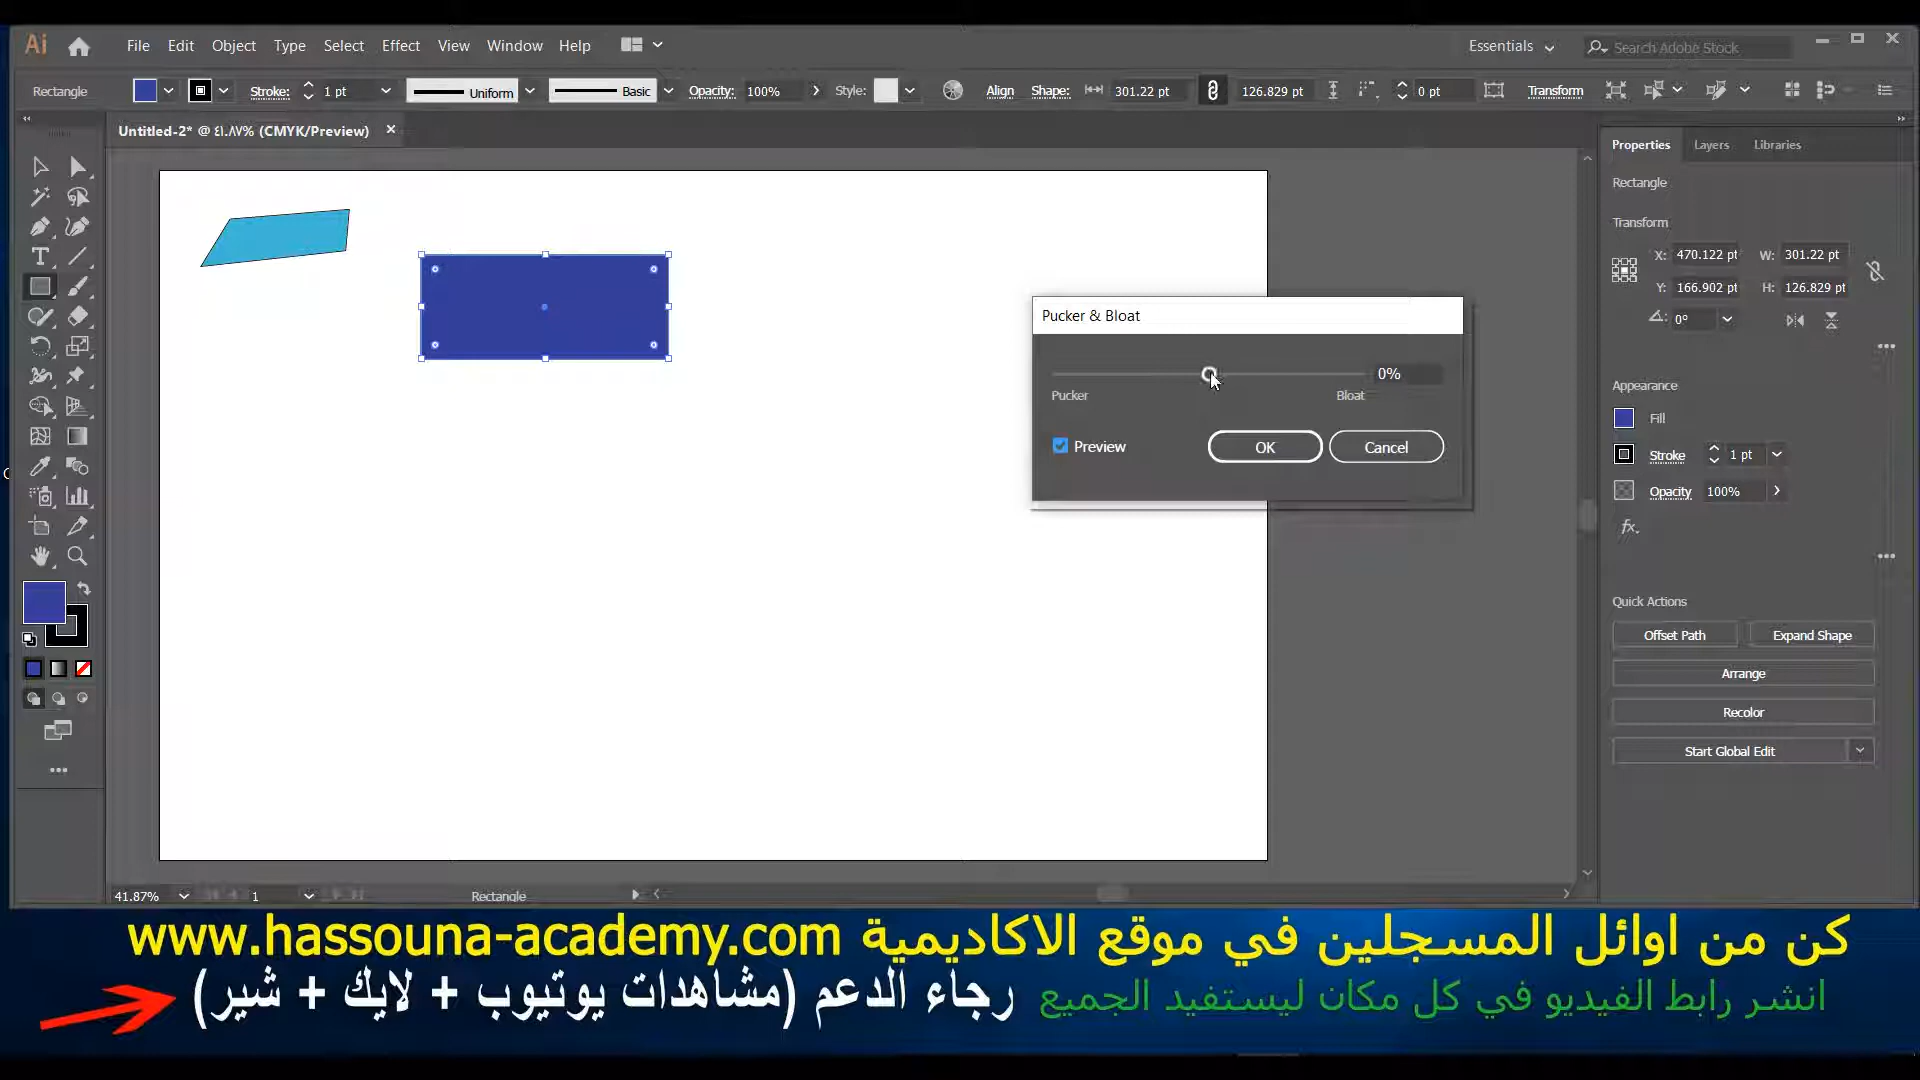 Ai File Edit Object Type Select Effect View Window Help Essentials Search Adobe Stock
Rectangle Stroke: 1 pt Uniform Basic Opacity: 100% Style: Align Shape: 301.22 pt 126.829 pt 0 pt Transform
Untitled-2* @ ٤١.٨٧% (CMYK/Preview)
Properties Layers Libraries
Rectangle
Transform
X: 470.122 pt W: 301.22 pt
Y: 166.902 pt H: 126.829 pt
0°
Pucker & Bloat
0%
Pucker Bloat
Preview OK Cancel
Appearance
Fill
Stroke 1 pt
Opacity 100%
fx
Quick Actions
Offset Path Expand Shape
Arrange
Recolor
Start Global Edit
41.87% 1 Rectangle
كن من اوائل المسجلين في موقع الاكاديمية www.hassouna-academy.com
انشر رابط الفيديو في كل مكان ليستفيد الجميع رجاء الدعم (مشاهدات يوتيوب + لايك + شير)